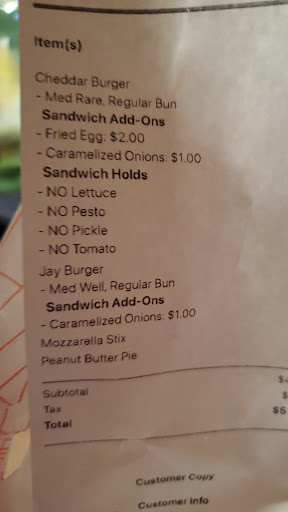 Item(s)
Cheddar Burger
- Med Rare, Regular Bun
Sandwich Add-Ons
- Fried Egg: $2.00
- Caramelized Onions: $1.00
Sandwich Holds
- NO Lettuce
- NO Pesto
- NO Pickle
- NO Tomato
Jay Burger
- Med Well, Regular Bun
Sandwich Add-Ons
- Caramelized Onions: $1.00
Mozzarella Stix
Peanut Butter Pie
Subtotal
Tax $
Total $5
Customer Copy
Customer Info